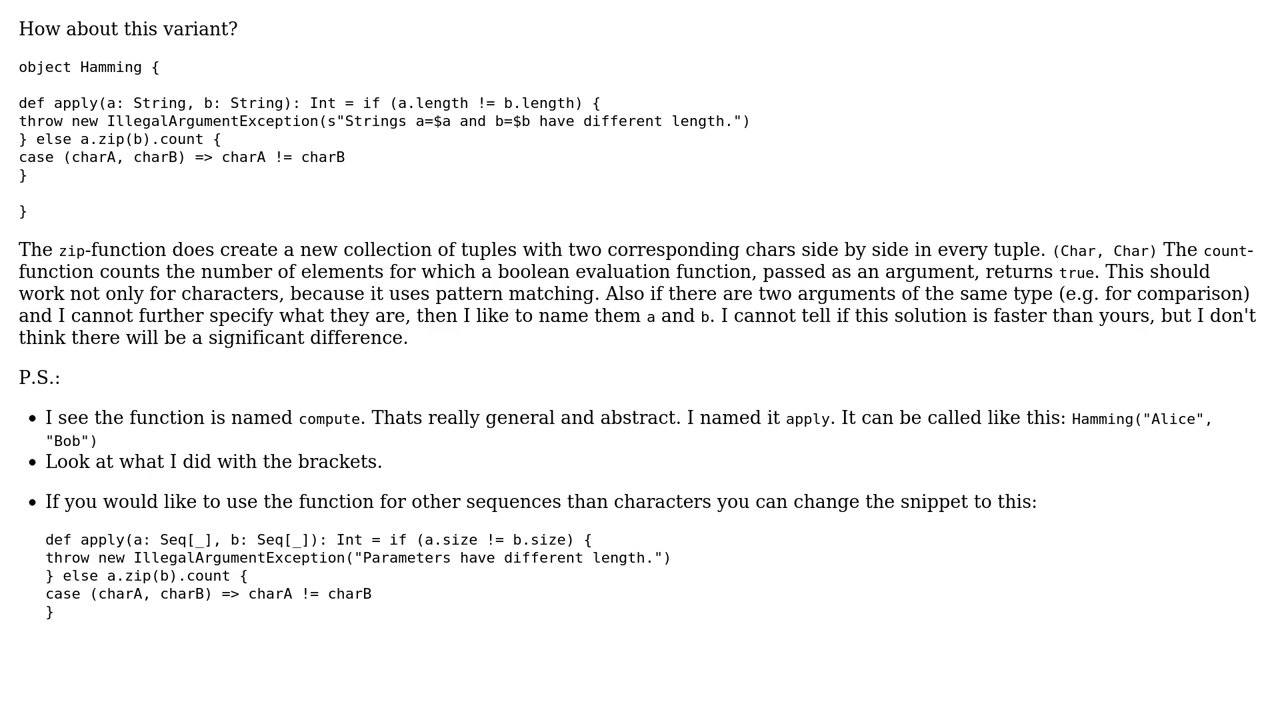 How about this variant?
object Hamming {
def apply(a: String, b: String): Int = if (a.length != b.length) {
throw new IllegalArgumentException(s"Strings a=$a and b=$b have different length.")
} else a.zip(b).count {
case (charA, charB) => charA != charB
}
}
The zip-function does create a new collection of tuples with two corresponding chars side by side in every tuple. (Char, Char) The count-
function counts the number of elements for which a boolean evaluation function, passed as an argument, returns true. This should
work not only for characters, because it uses pattern matching. Also if there are two arguments of the same type (e.g. for comparison)
and I cannot further specify what they are, then I like to name them a and b. I cannot tell if this solution is faster than yours, but I don't
think there will be a significant difference.
P.S.:
• I see the function is named compute. Thats really general and abstract. I named it apply. It can be called like this: Hamming("Alice",
"Bob")
• Look at what I did with the brackets.
• If you would like to use the function for other sequences than characters you can change the snippet to this:
def apply(a: Seq[_], b: Seq[_]): Int = if (a.size != b.size) {
throw new IllegalArgumentException("Parameters have different length.")
} else a.zip(b).count {
case (charA, charB) => charA != charB
}